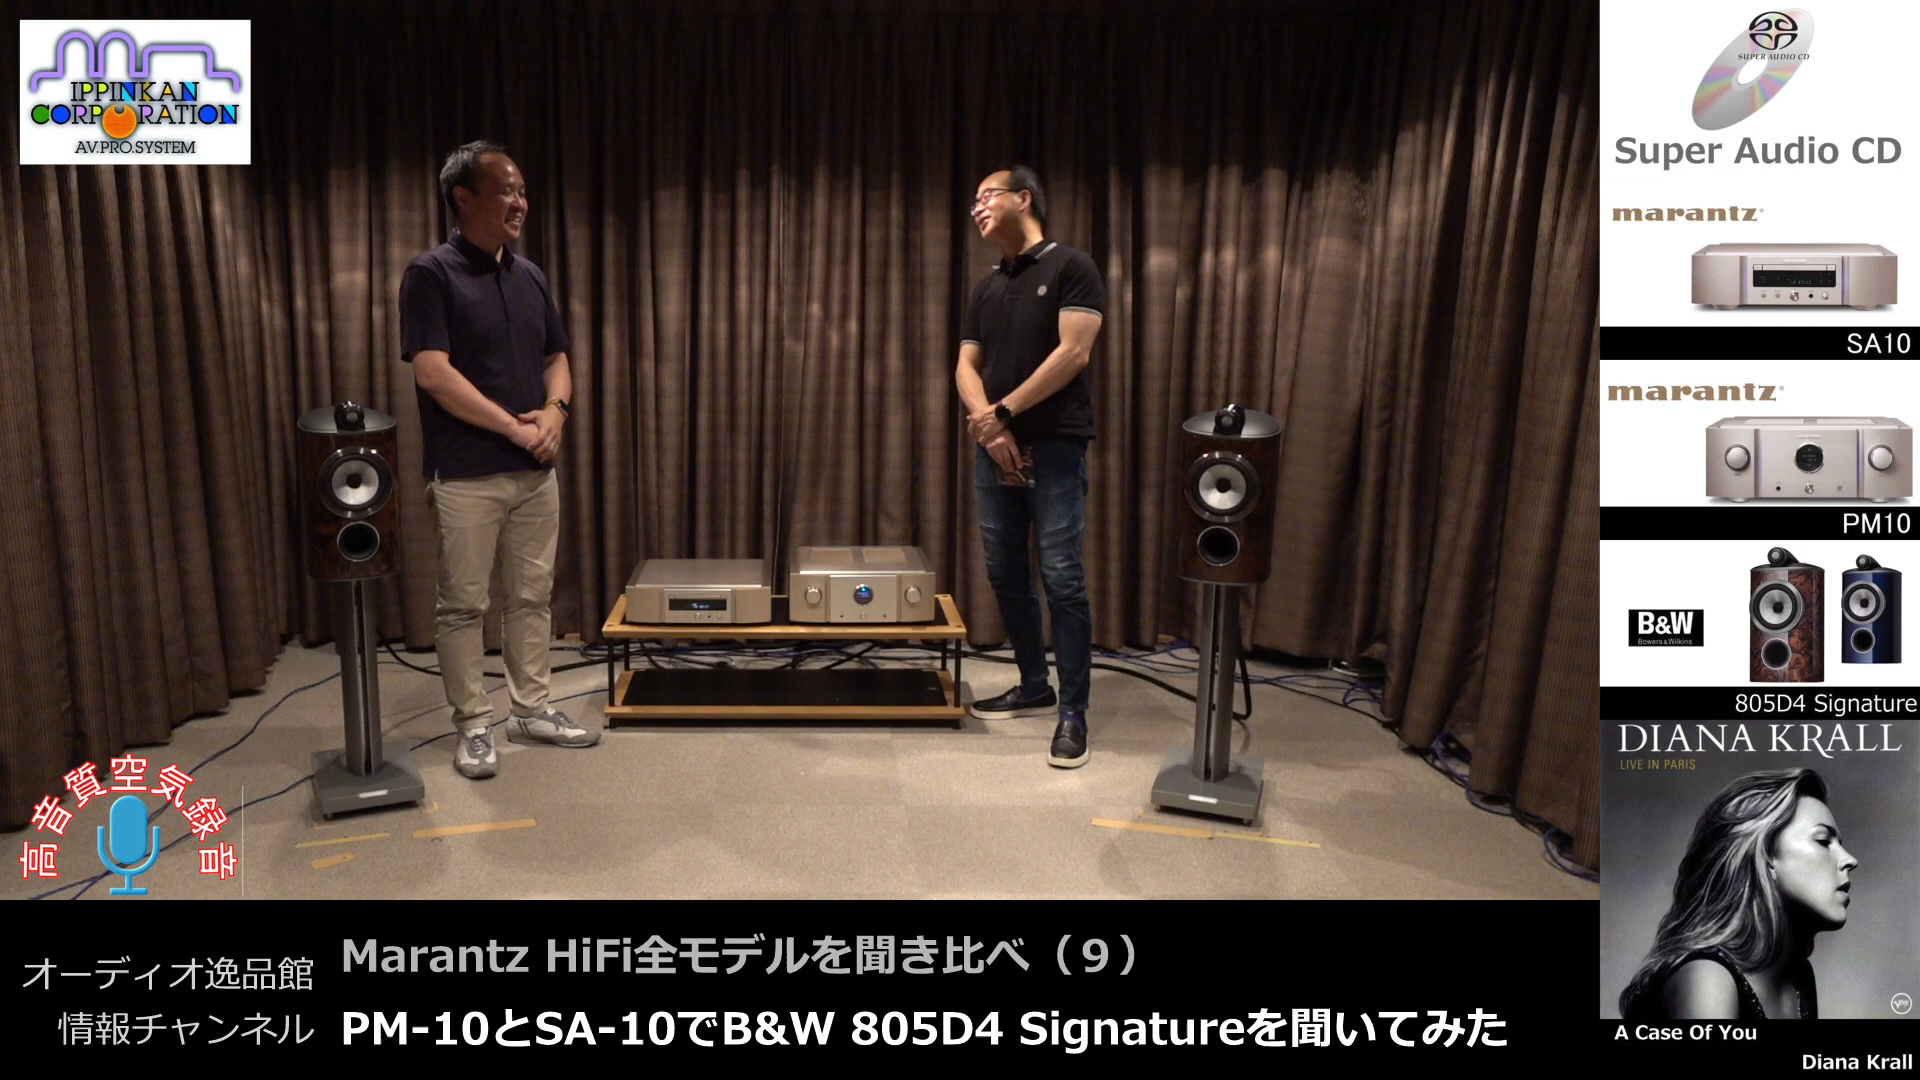 IPPINKAN
CORPORATION
AV.PRO.SYSTEM
高音質空気録音
オーディオ逸品館
情報チャンネル
Marantz HiFi全モデルを聞き比べ（９）
PM-10とSA-10でB&W 805D4 Signatureを聞いてみた
SUPER AUDIO CD
Super Audio CD
marantz
SA10
marantz
PM10
B&W
Bowers & Wilkins
805D4 Signature
DIANA KRALL
LIVE IN PARIS
A Case Of You
Diana Krall